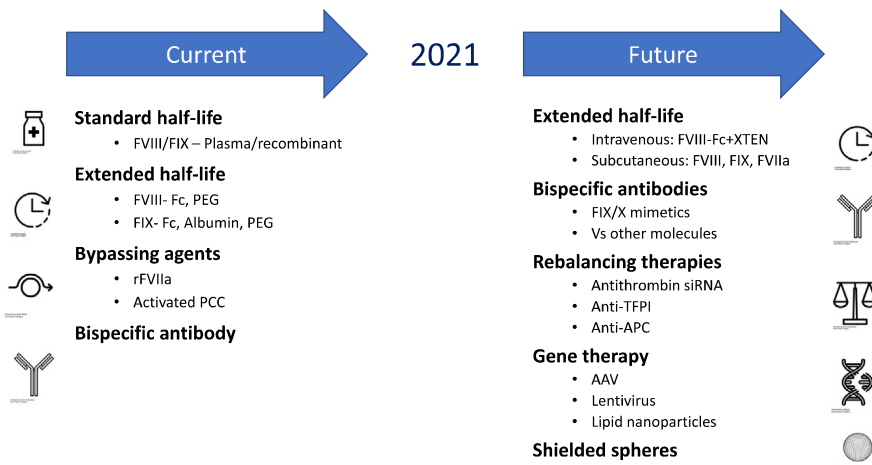 Current
2021
Future
Standard half-life
• FVIII/FIX – Plasma/recombinant
Extended half-life
• FVIII- Fc, PEG
• FIX- Fc, Albumin, PEG
Bypassing agents
• rFVIIa
• Activated PCC
Bispecific antibody
Extended half-life
• Intravenous: FVIII-Fc+XTEN
• Subcutaneous: FVIII, FIX, FVIIa
Bispecific antibodies
• FIX/X mimetics
• Vs other molecules
Rebalancing therapies
• Antithrombin siRNA
• Anti-TFPI
• Anti-APC
Gene therapy
• AAV
• Lentivirus
• Lipid nanoparticles
Shielded spheres